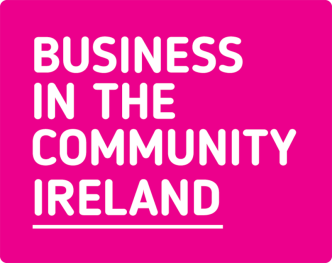 BUSINESS
IN THE
COMMUNITY
IRELAND